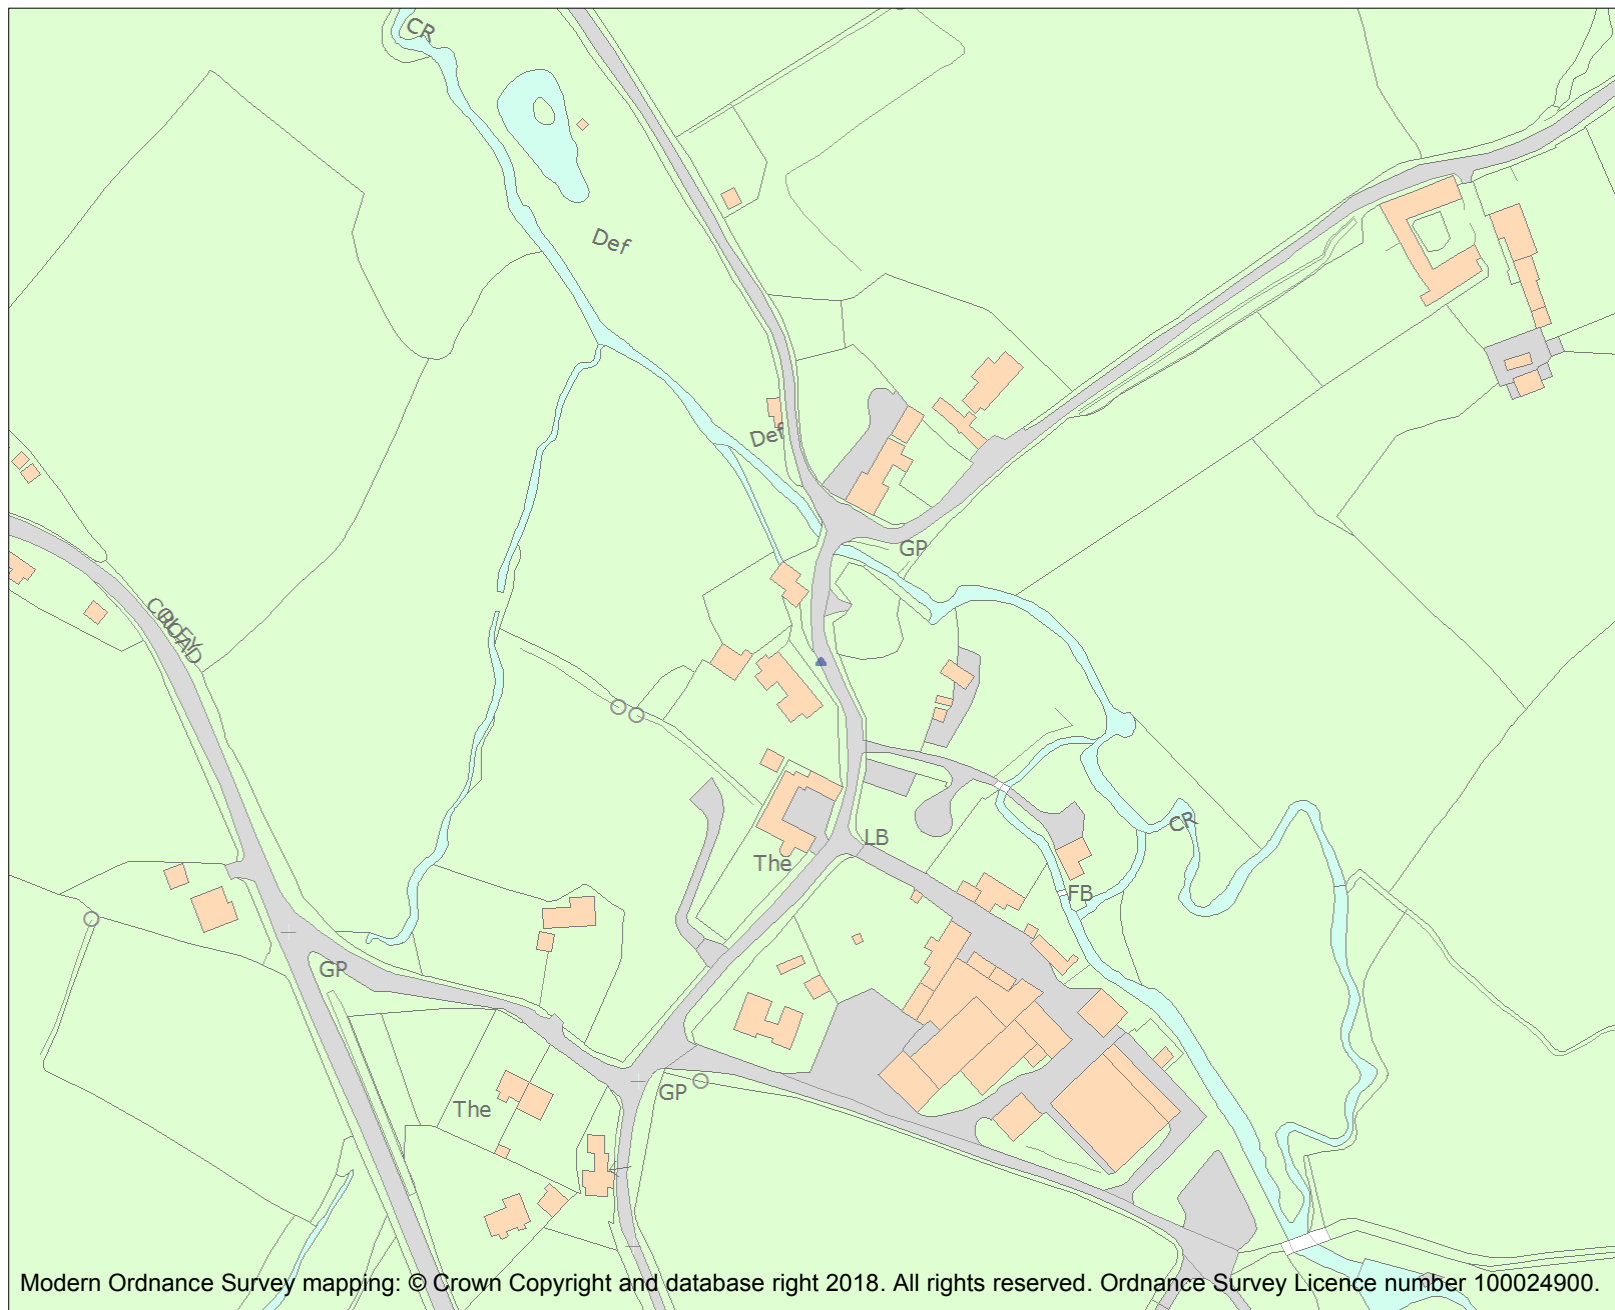 CR
Def
Def
GP
ROAD
CR
LB
The
FB
GP
GP
The
Modern Ordnance Survey mapping: © Crown Copyright and database right 2018. All rights reserved. Ordnance Survey Licence number 100024900.